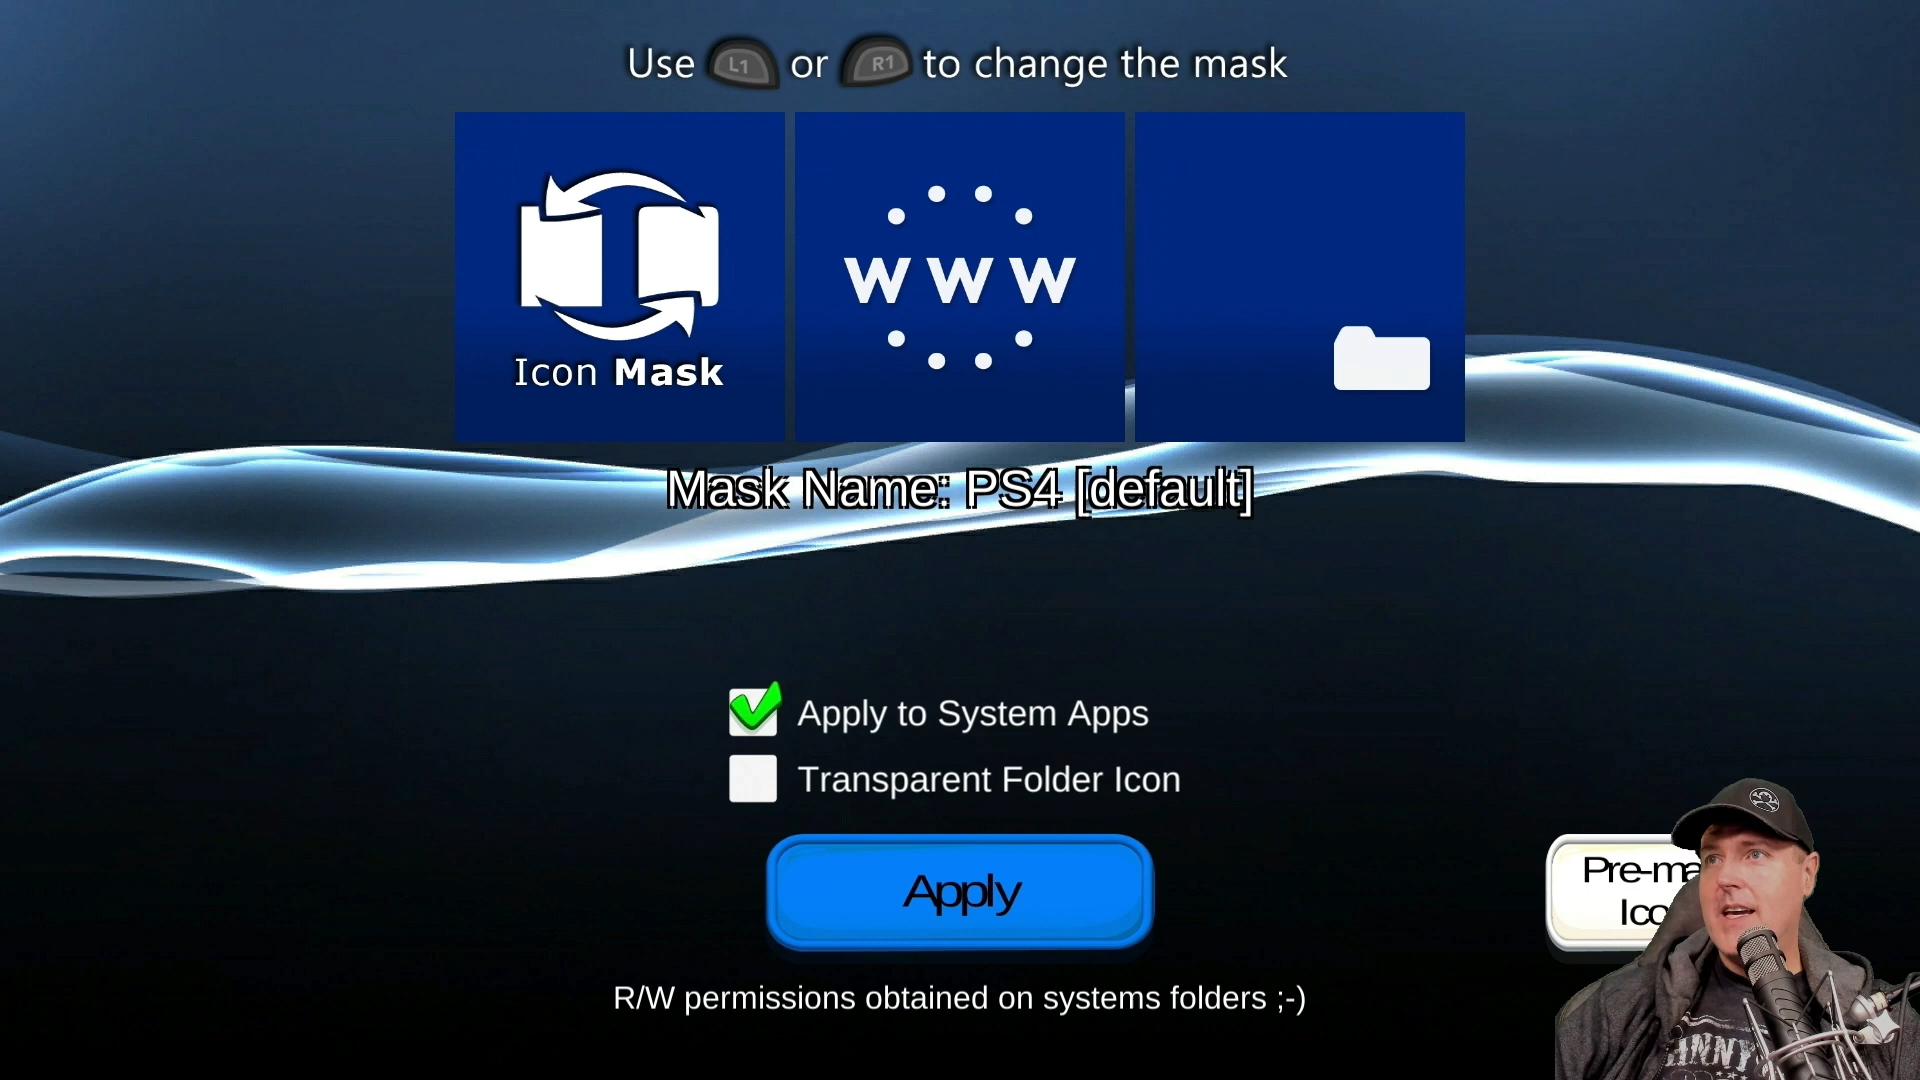 Use L1 or R1 to change the mask
Icon Mask
WWW
Mask Name: PS4 [default]
Apply to System Apps
Transparent Folder Icon
Apply
R/W permissions obtained on systems folders ;-)